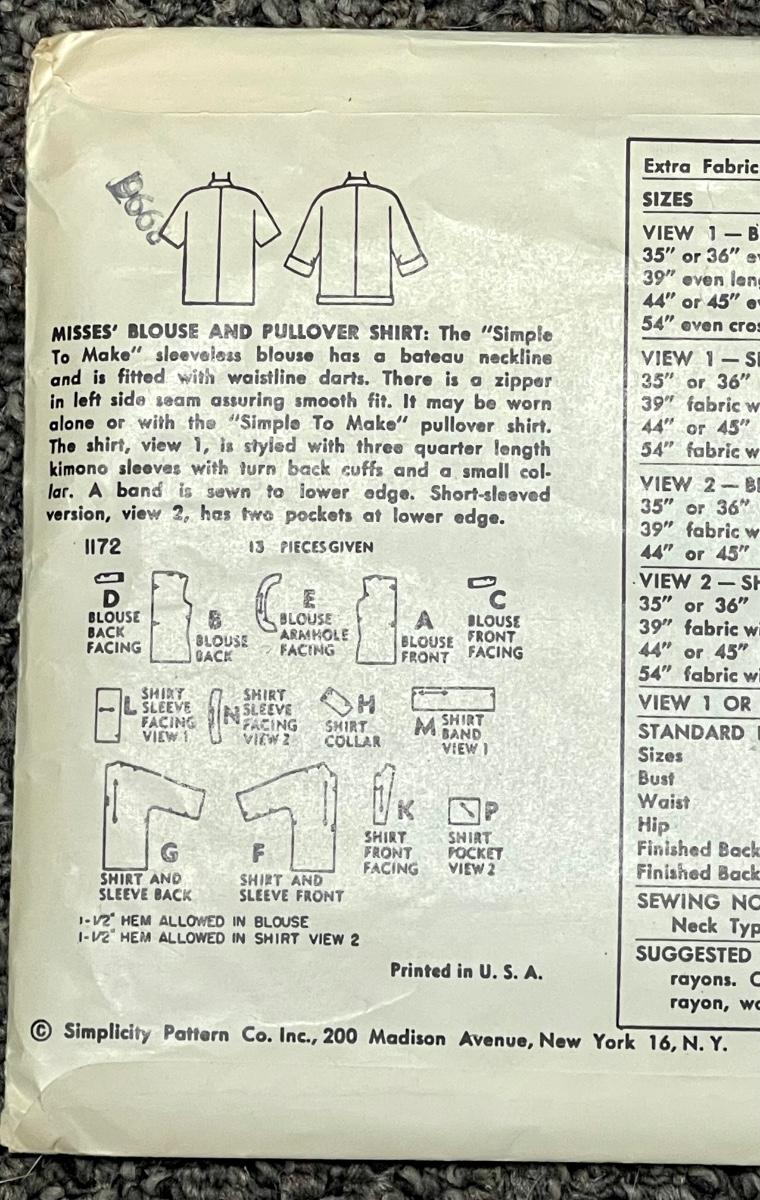 1966
MISSES' BLOUSE AND PULLOVER SHIRT: The "Simple
To Make" sleeveless blouse has a bateau neckline
and is fitted with waistline darts. There is a zipper
in left side seam assuring smooth fit. It may be worn
alone or with the "Simple To Make" pullover shirt.
The shirt, view 1, is styled with three quarter length
kimono sleeves with turn back cuffs and a small col-
lar. A band is sewn to lower edge. Short-sleeved
version, view 2, has two pockets at lower edge.
1172 13 PIECES GIVEN
D
BLOUSE
BACK
FACING
B
BLOUSE
BACK
E
BLOUSE
ARMHOLE
FACING
A
BLOUSE
FRONT
C
BLOUSE
FRONT
FACING
L SHIRT
SLEEVE
FACING
VIEW 1
N SHIRT
SLEEVE
FACING
VIEW 2
H
SHIRT
COLLAR
M SHIRT
BAND
VIEW 1
G
SHIRT AND
SLEEVE BACK
F
SHIRT AND
SLEEVE FRONT
K
SHIRT
FRONT
FACING
P
SHIRT
POCKET
VIEW 2
1-1/2" HEM ALLOWED IN BLOUSE
1-1/2" HEM ALLOWED IN SHIRT VIEW 2
Printed in U. S. A.
© Simplicity Pattern Co. Inc., 200 Madison Avenue, New York 16, N. Y.
Extra Fabric
SIZES
VIEW 1 — B
35" or 36" ev
39" even leng
44" or 45" ev
54" even cros
VIEW 1 — SH
35" or 36"
39" fabric w
44" or 45"
54" fabric w
VIEW 2 — BL
35" or 36"
39" fabric w
44" or 45"
VIEW 2 — SH
35" or 36"
39" fabric wi
44" or 45"
54" fabric wi
VIEW 1 OR
STANDARD
Sizes
Bust
Waist
Hip
Finished Back
Finished Back
SEWING NO
Neck Typ
SUGGESTED
rayons. C
rayon, wo